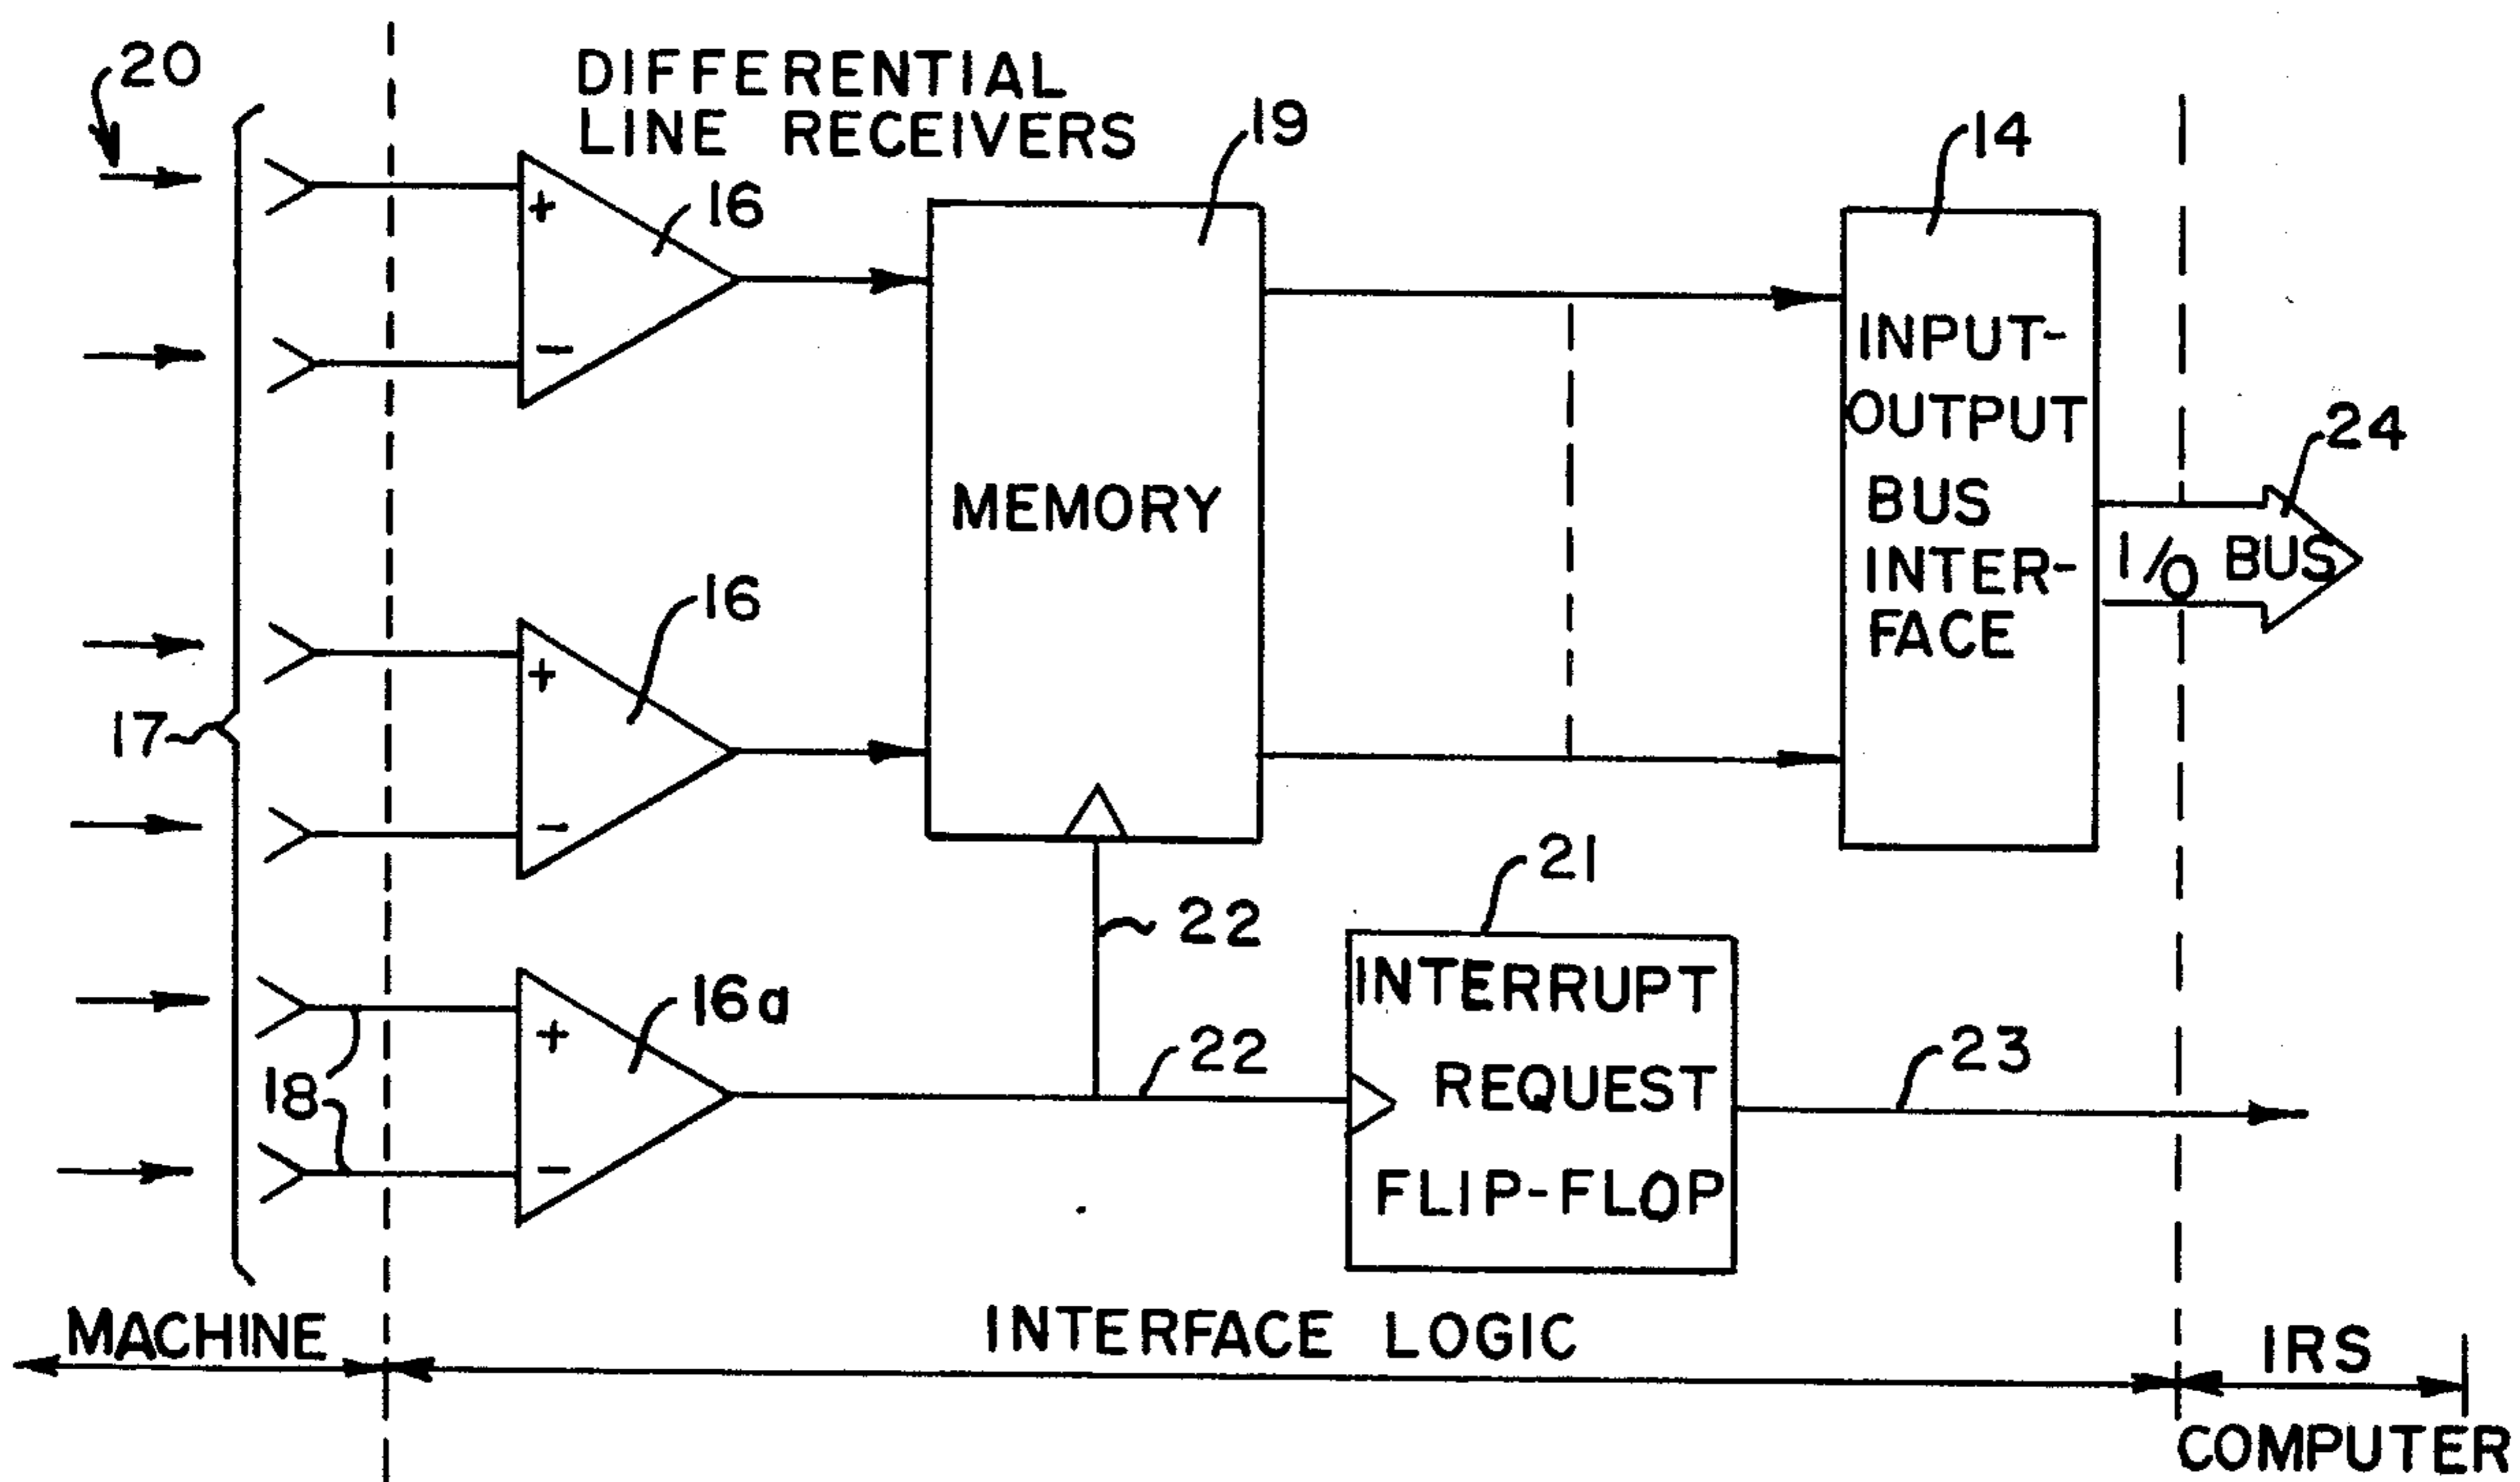 20
DIFFERENTIAL
LINE RECEIVERS
19
14
16
+
−
MEMORY
INPUT-
OUTPUT
BUS
INTER-
FACE
24
I/O BUS
16
+
−
17
21
22
16a
+
−
18
22
INTERRUPT
REQUEST
FLIP-FLOP
23
MACHINE
INTERFACE LOGIC
IRS
COMPUTER